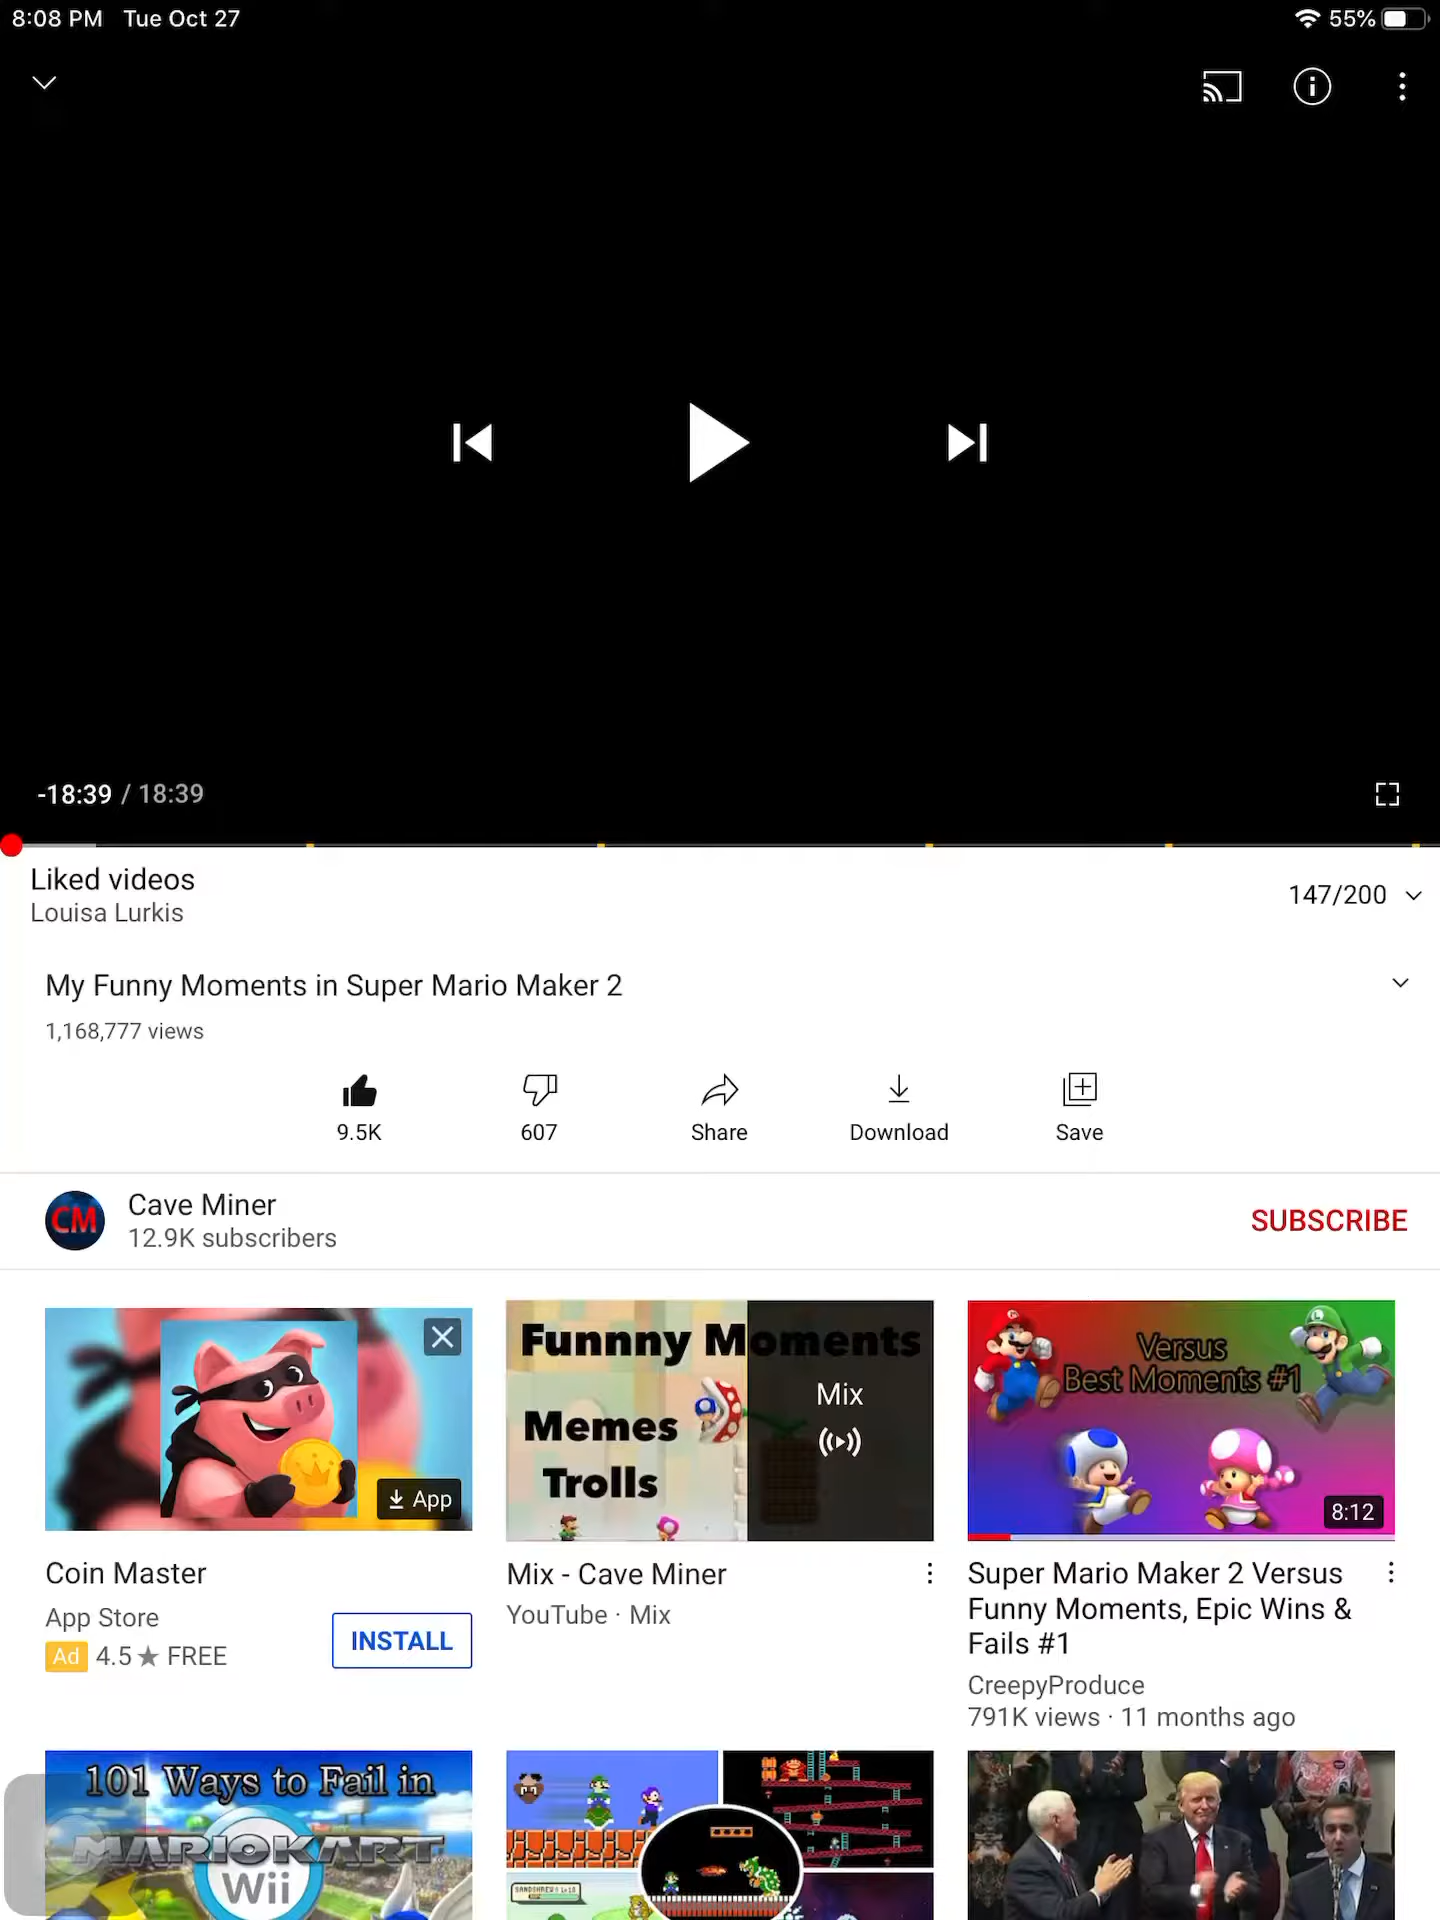 8:08 PM Tue Oct 27
55%
-18:39 / 18:39
Liked videos
147/200
Louisa Lurkis
My Funny Moments in Super Mario Maker 2
1,168,777 views
9.5K
607
Share
Download
Save
CM
Cave Miner
12.9K subscribers
SUBSCRIBE
App
Coin Master
App Store
Ad 4.5 ★ FREE
INSTALL
Funnny Moments
Memes
Trolls
Mix
Mix - Cave Miner
YouTube · Mix
Versus
Best Moments #1
8:12
Super Mario Maker 2 Versus
Funny Moments, Epic Wins &
Fails #1
CreepyProduce
791K views · 11 months ago
101 Ways to Fail in
MARIOKART
Wii